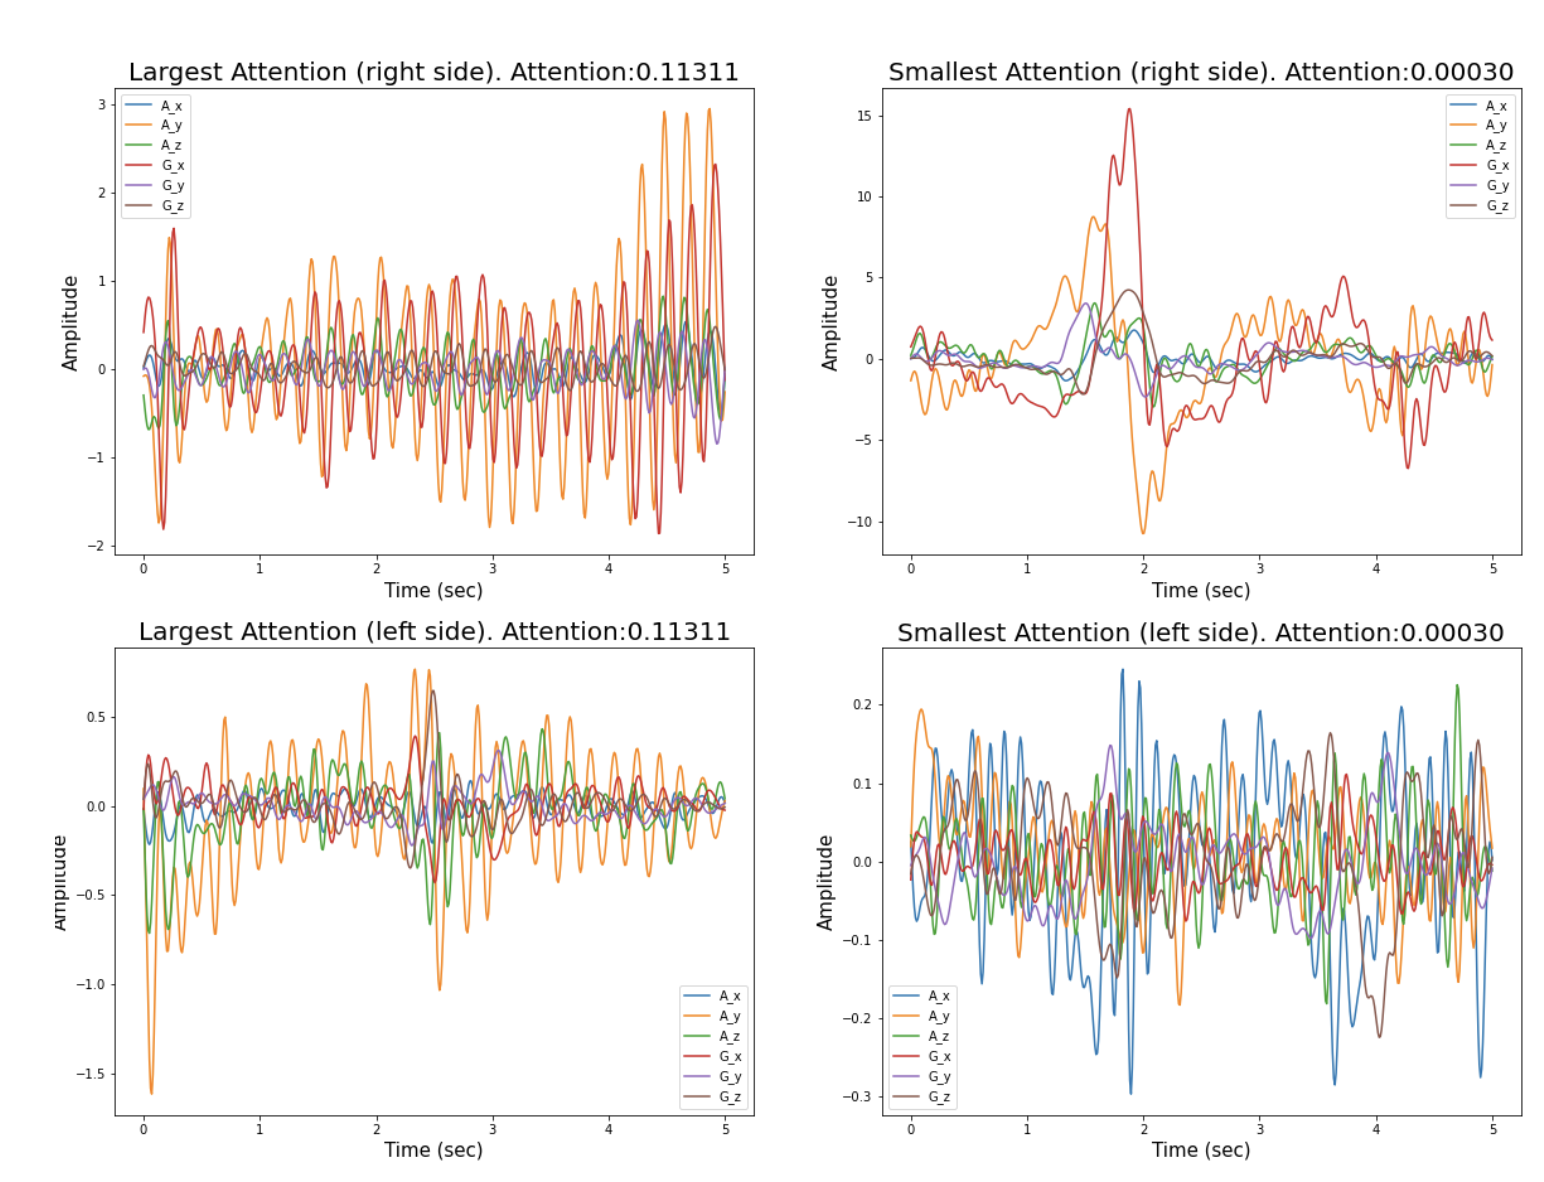 Largest Attention (right side). Attention:0.11311
3
2
1
0
−1
−2
Amplitude
A_x
A_y
A_z
G_x
G_y
G_z
0 1 2 3 4 5
Time (sec)
Smallest Attention (right side). Attention:0.00030
15
10
5
0
−5
−10
Amplitude
A_x
A_y
A_z
G_x
G_y
G_z
0 1 2 3 4 5
Time (sec)
Largest Attention (left side). Attention:0.11311
0.5
0.0
−0.5
−1.0
−1.5
Amplitude
A_x
A_y
A_z
G_x
G_y
G_z
0 1 2 3 4 5
Time (sec)
Smallest Attention (left side). Attention:0.00030
0.2
0.1
0.0
−0.1
−0.2
−0.3
Amplitude
A_x
A_y
A_z
G_x
G_y
G_z
0 1 2 3 4 5
Time (sec)